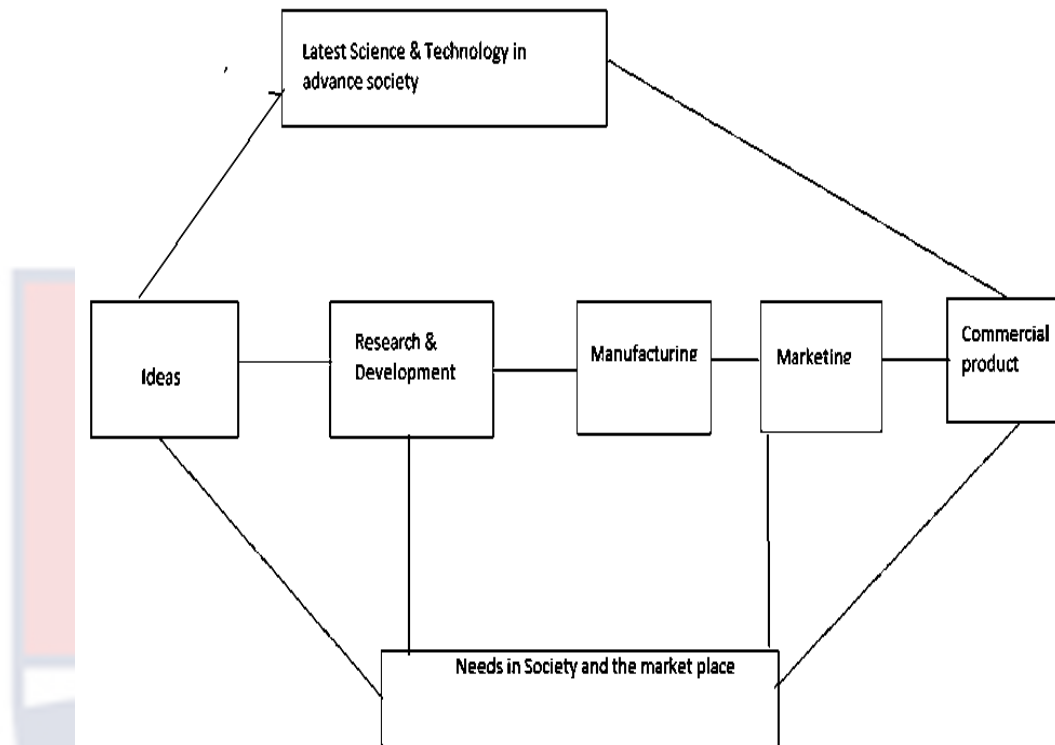 Latest Science & Technology in
advance society
Ideas
Research &
Development
Manufacturing
Marketing
Commercial
product
Needs in Society and the market place